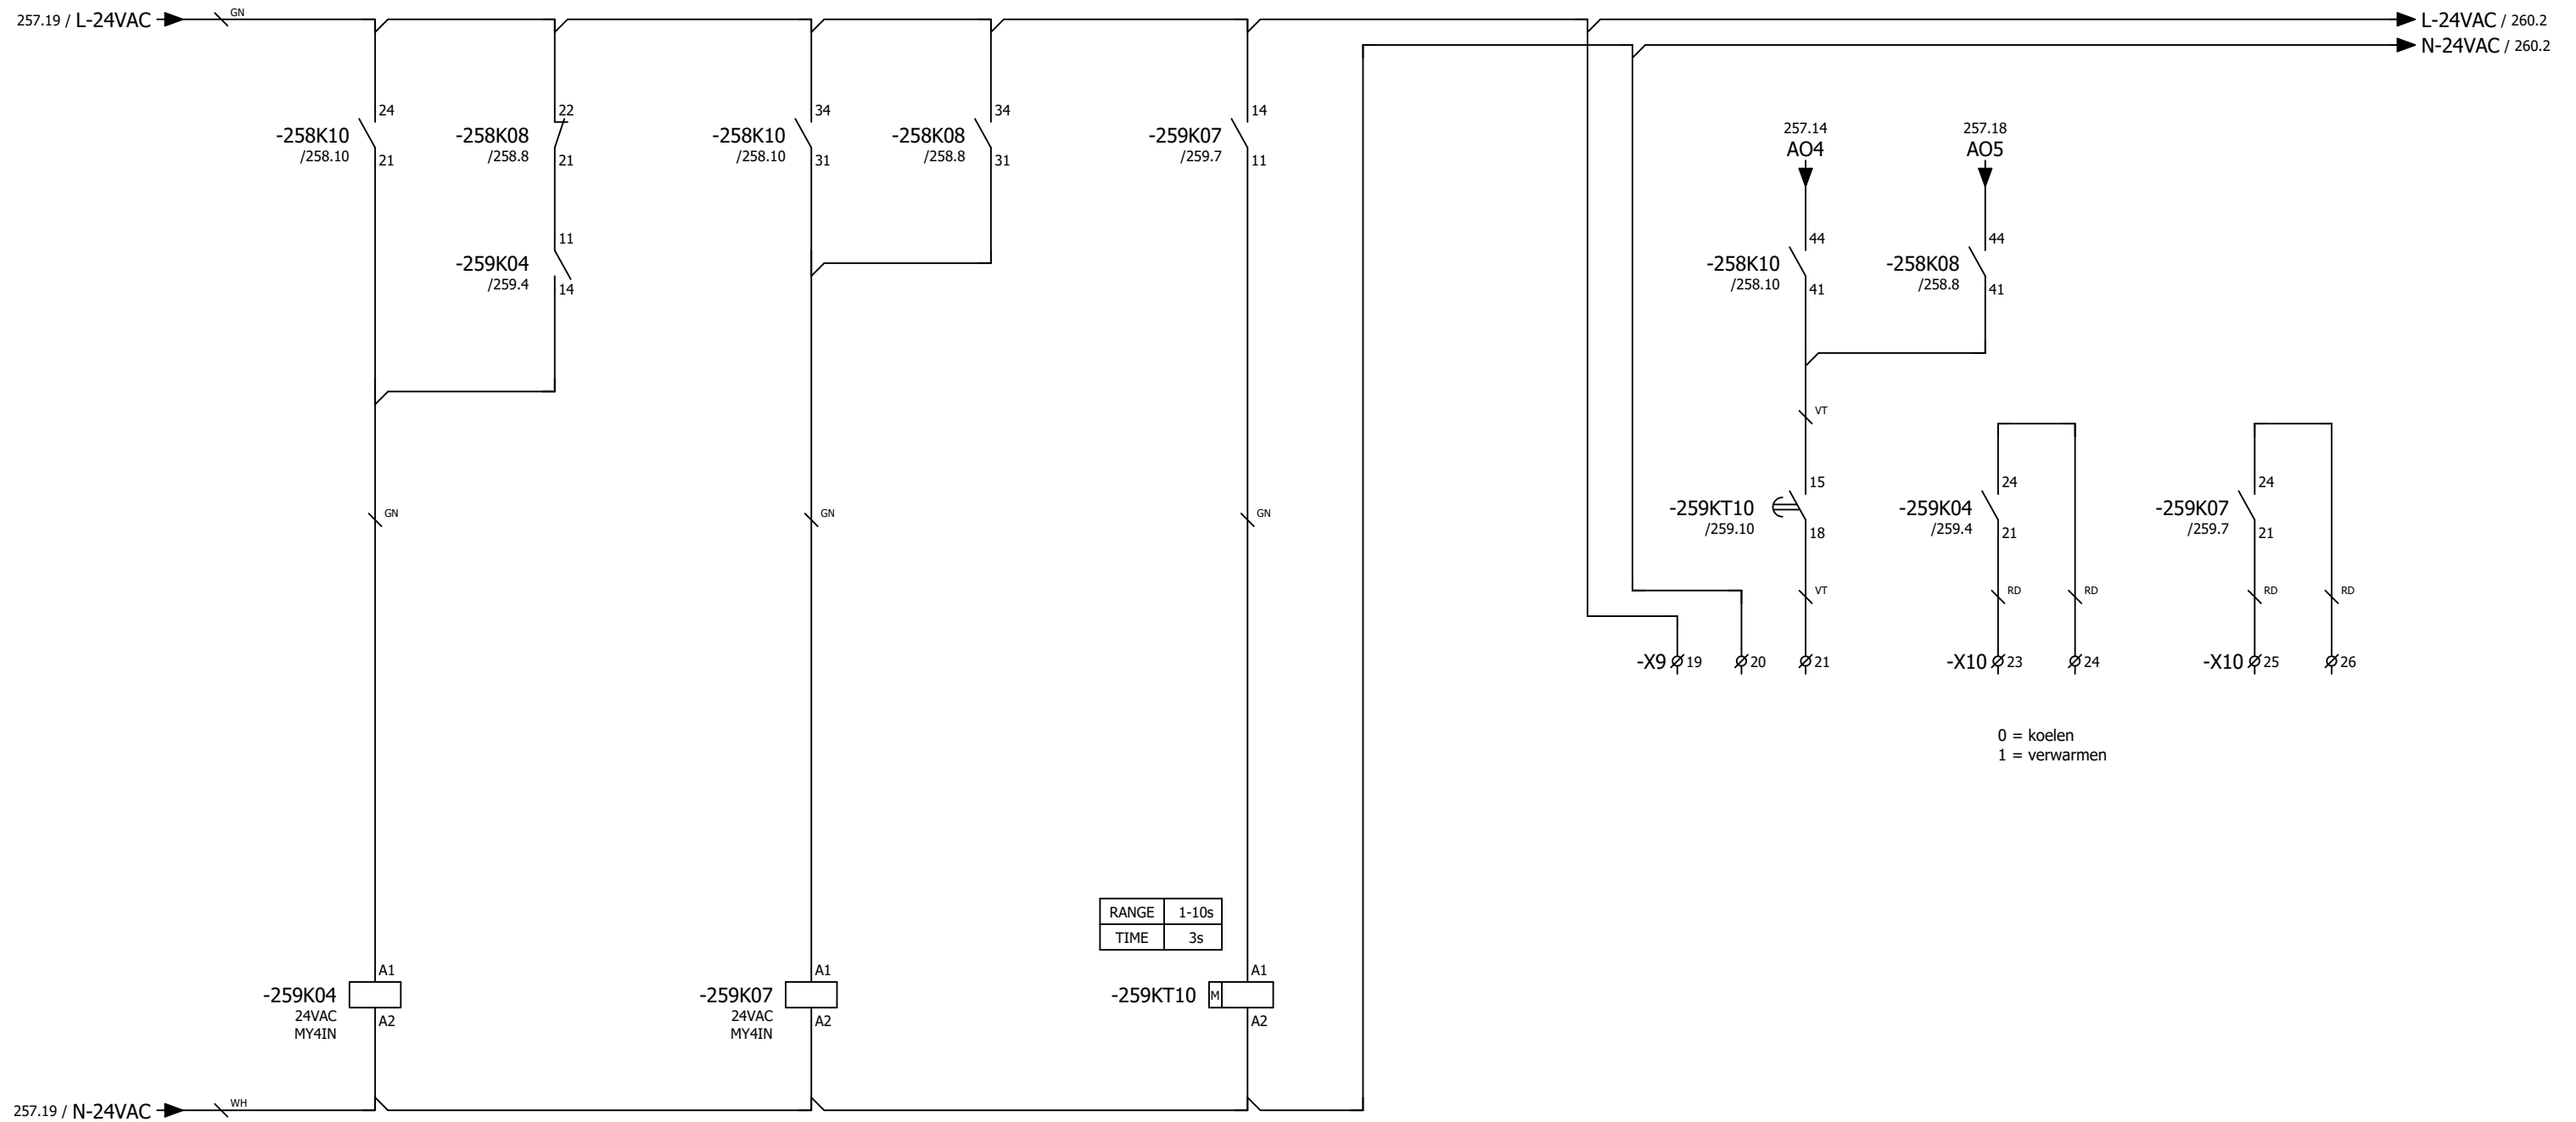 257.19 / L-24VAC
GN
L-24VAC / 260.2
N-24VAC / 260.2
24
-258K10
/258.10
21
22
-258K08
/258.8
21
34
-258K10
/258.10
31
34
-258K08
/258.8
31
14
-259K07
/259.7
11
257.14
AO4
257.18
AO5
11
-259K04
/259.4
14
44
-258K10
/258.10
41
44
-258K08
/258.8
41
VT
GN
GN
GN
15
-259KT10
/259.10
18
24
-259K04
/259.4
21
24
-259K07
/259.7
21
VT
RD
RD
RD
RD
-X9 19
20
21
-X10 23
24
-X10 25
26
0 = koelen
1 = verwarmen
RANGE 1-10s
TIME 3s
A1
-259K04
24VAC
MY4IN
A2
A1
-259K07
24VAC
MY4IN
A2
A1
-259KT10
M
A2
257.19 / N-24VAC
WH